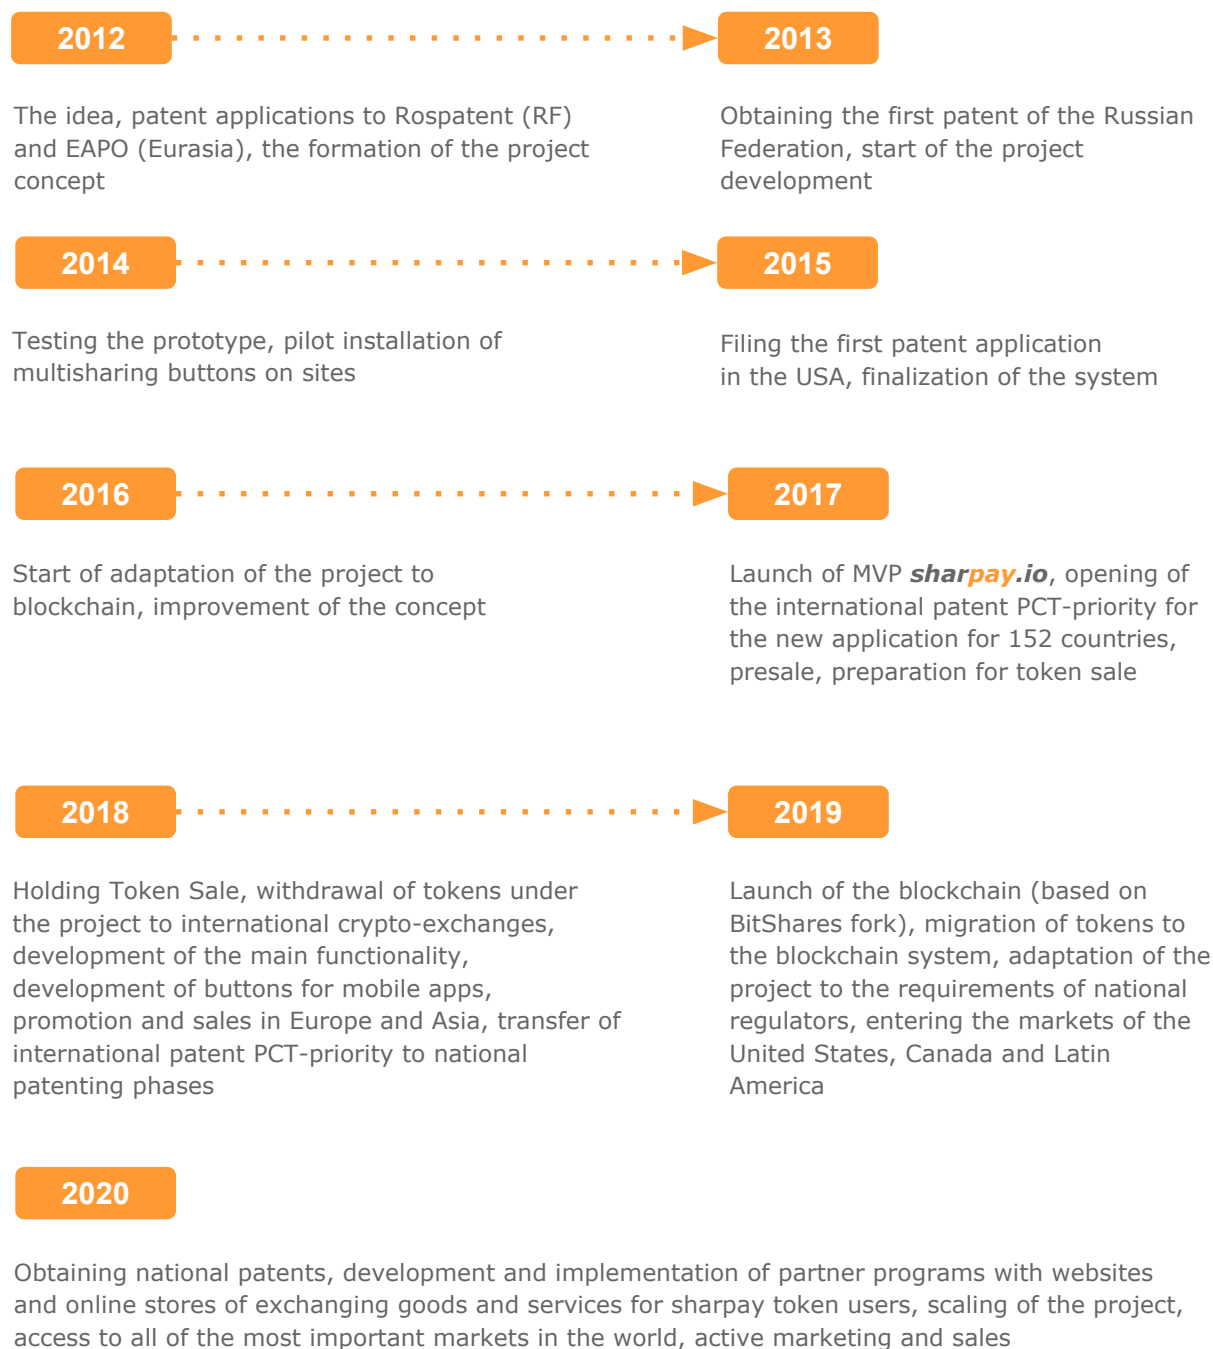 2012
2013
The idea, patent applications to Rospatent (RF)
and EAPO (Eurasia), the formation of the project
concept
Obtaining the first patent of the Russian
Federation, start of the project
development
2014
2015
Testing the prototype, pilot installation of
multisharing buttons on sites
Filing the first patent application
in the USA, finalization of the system
2016
2017
Start of adaptation of the project to
blockchain, improvement of the concept
Launch of MVP sharpay.io, opening of
the international patent PCT-priority for
the new application for 152 countries,
presale, preparation for token sale
2018
2019
Holding Token Sale, withdrawal of tokens under
the project to international crypto-exchanges,
development of the main functionality,
development of buttons for mobile apps,
promotion and sales in Europe and Asia, transfer of
international patent PCT-priority to national
patenting phases
Launch of the blockchain (based on
BitShares fork), migration of tokens to
the blockchain system, adaptation of the
project to the requirements of national
regulators, entering the markets of the
United States, Canada and Latin
America
2020
Obtaining national patents, development and implementation of partner programs with websites
and online stores of exchanging goods and services for sharpay token users, scaling of the project,
access to all of the most important markets in the world, active marketing and sales